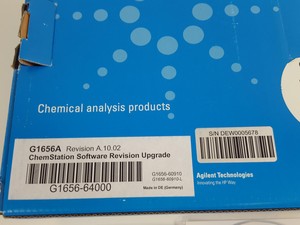 Chemical analysis products
G1656A Revision A.10.02
ChemStation Software Revision Upgrade
G1656-60010
G1656-60010-L
G1656-64000
Made in DE (Germany)
S/N DEW0005678
Agilent Technologies
Innovating the HP Way